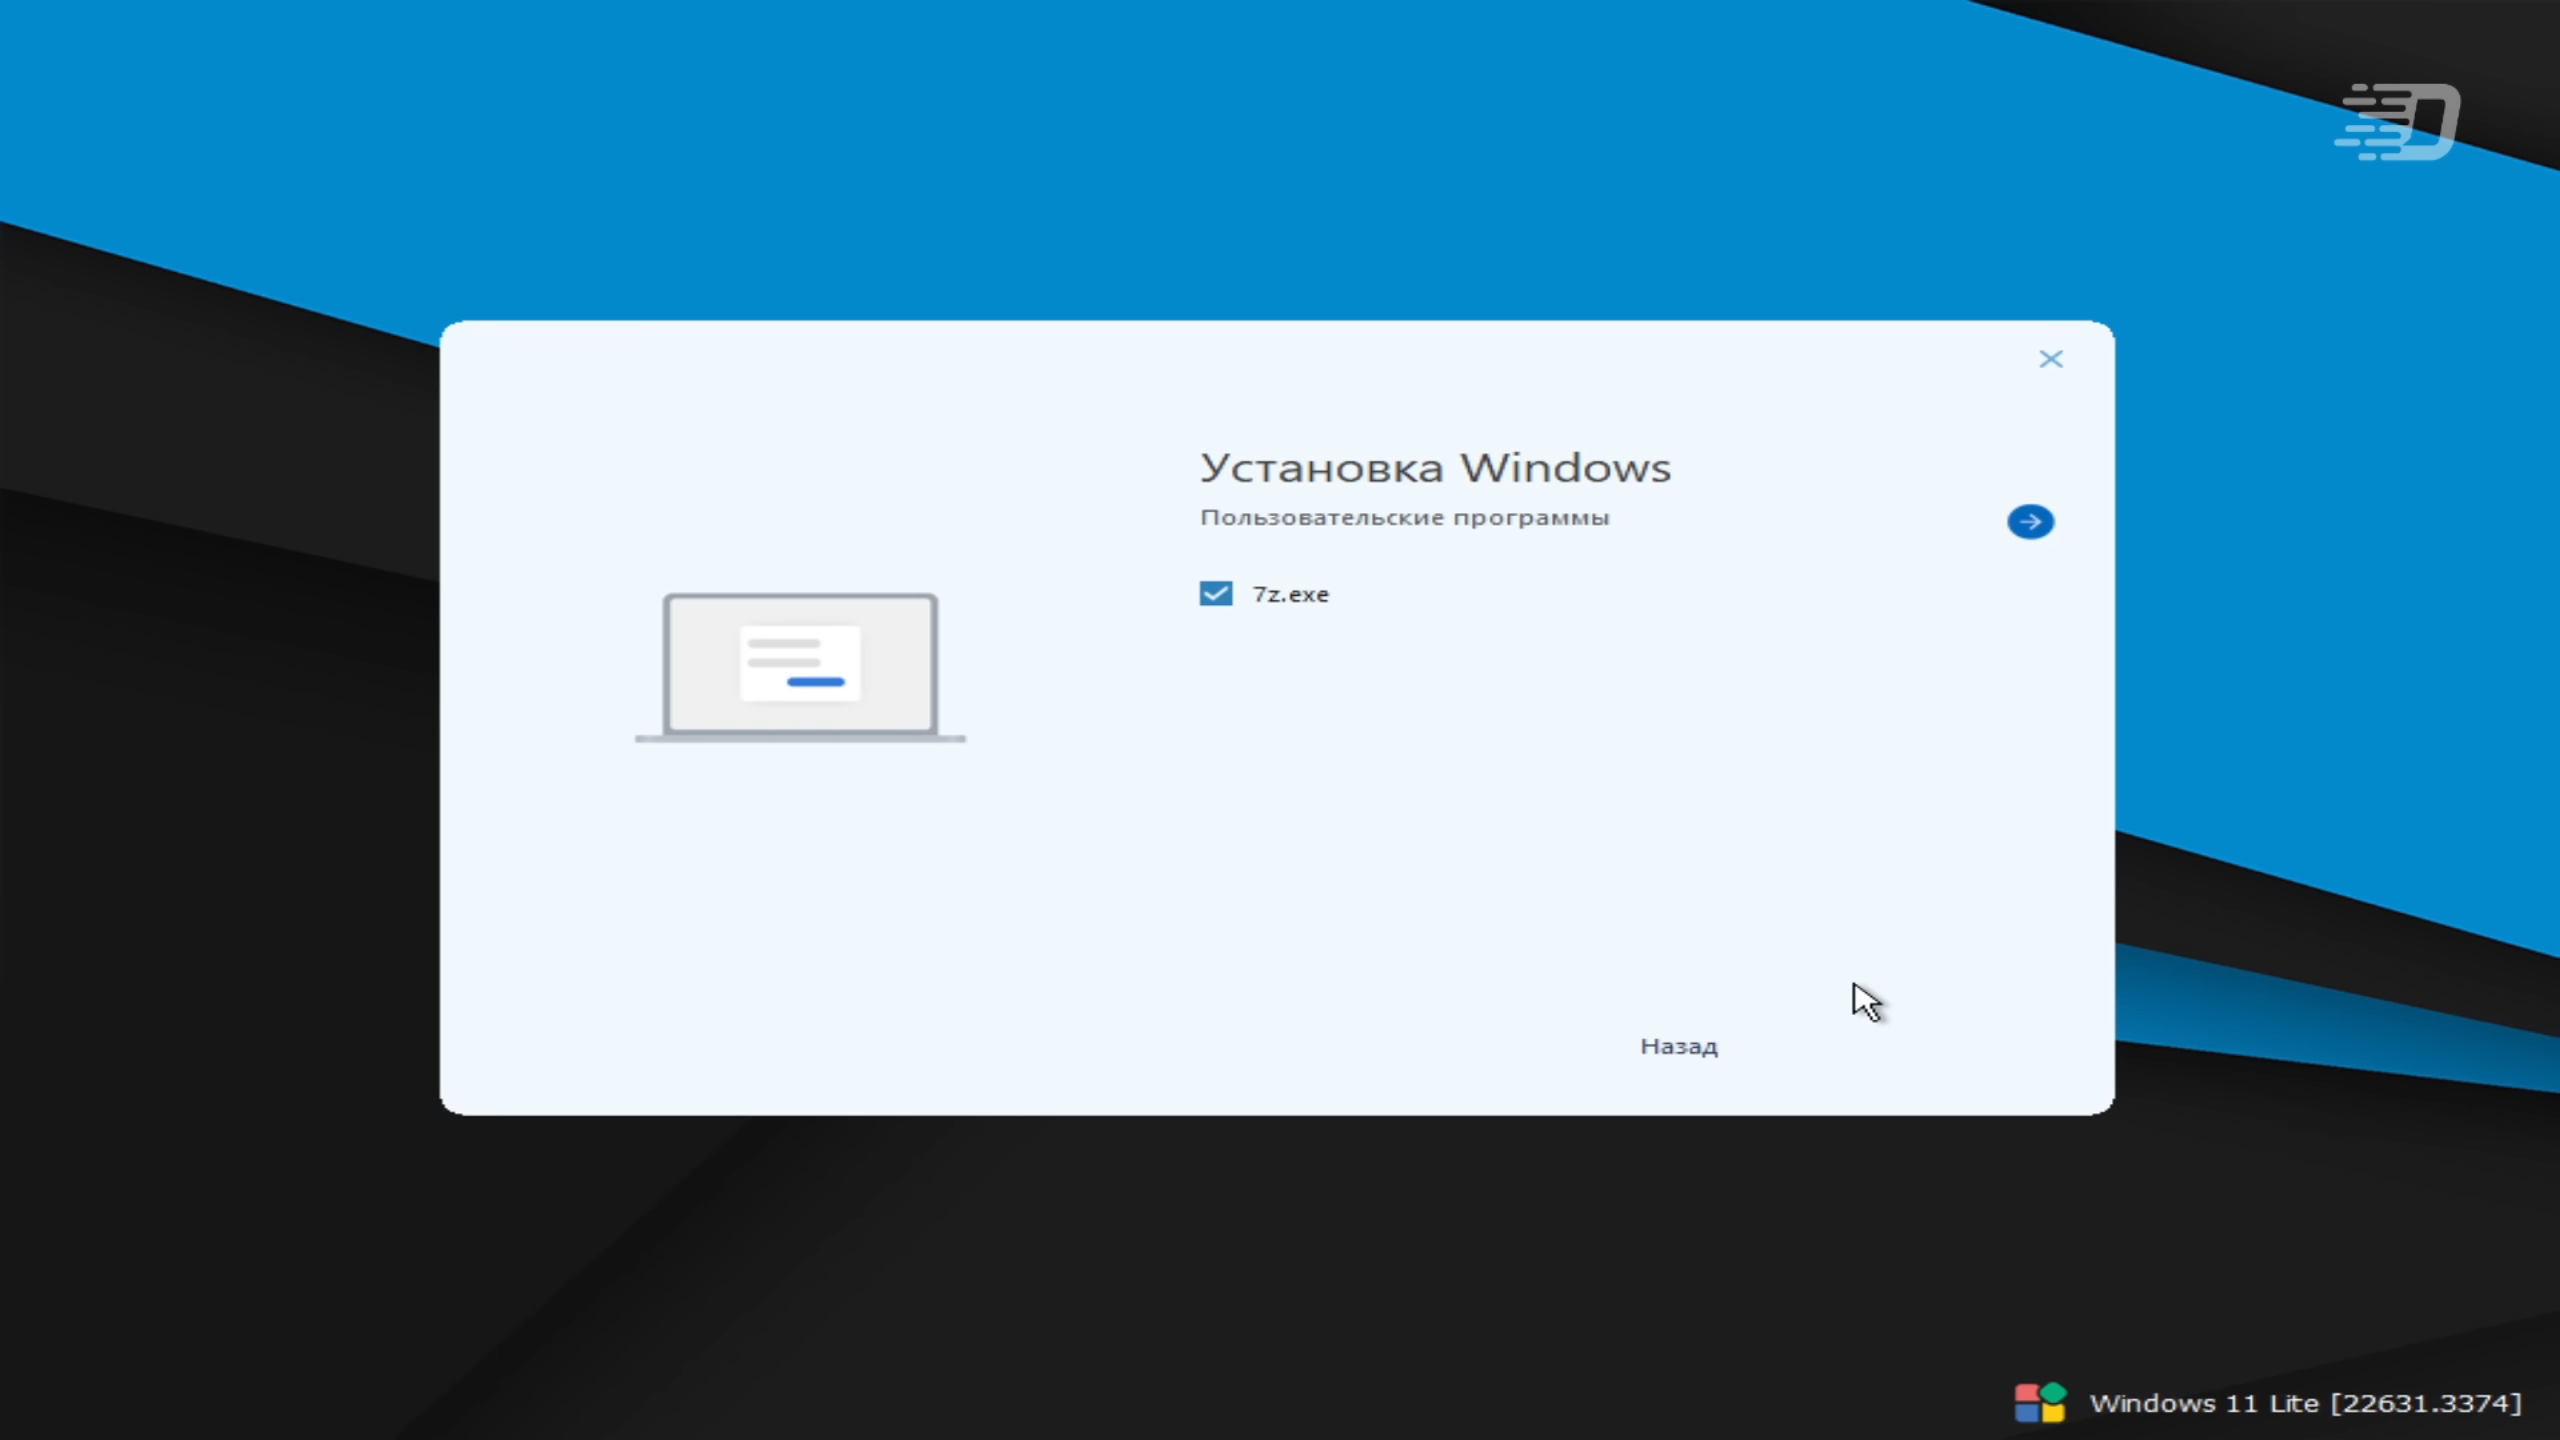 Установка Windows
Пользовательские программы
7z.exe
Назад
Windows 11 Lite [22631.3374]